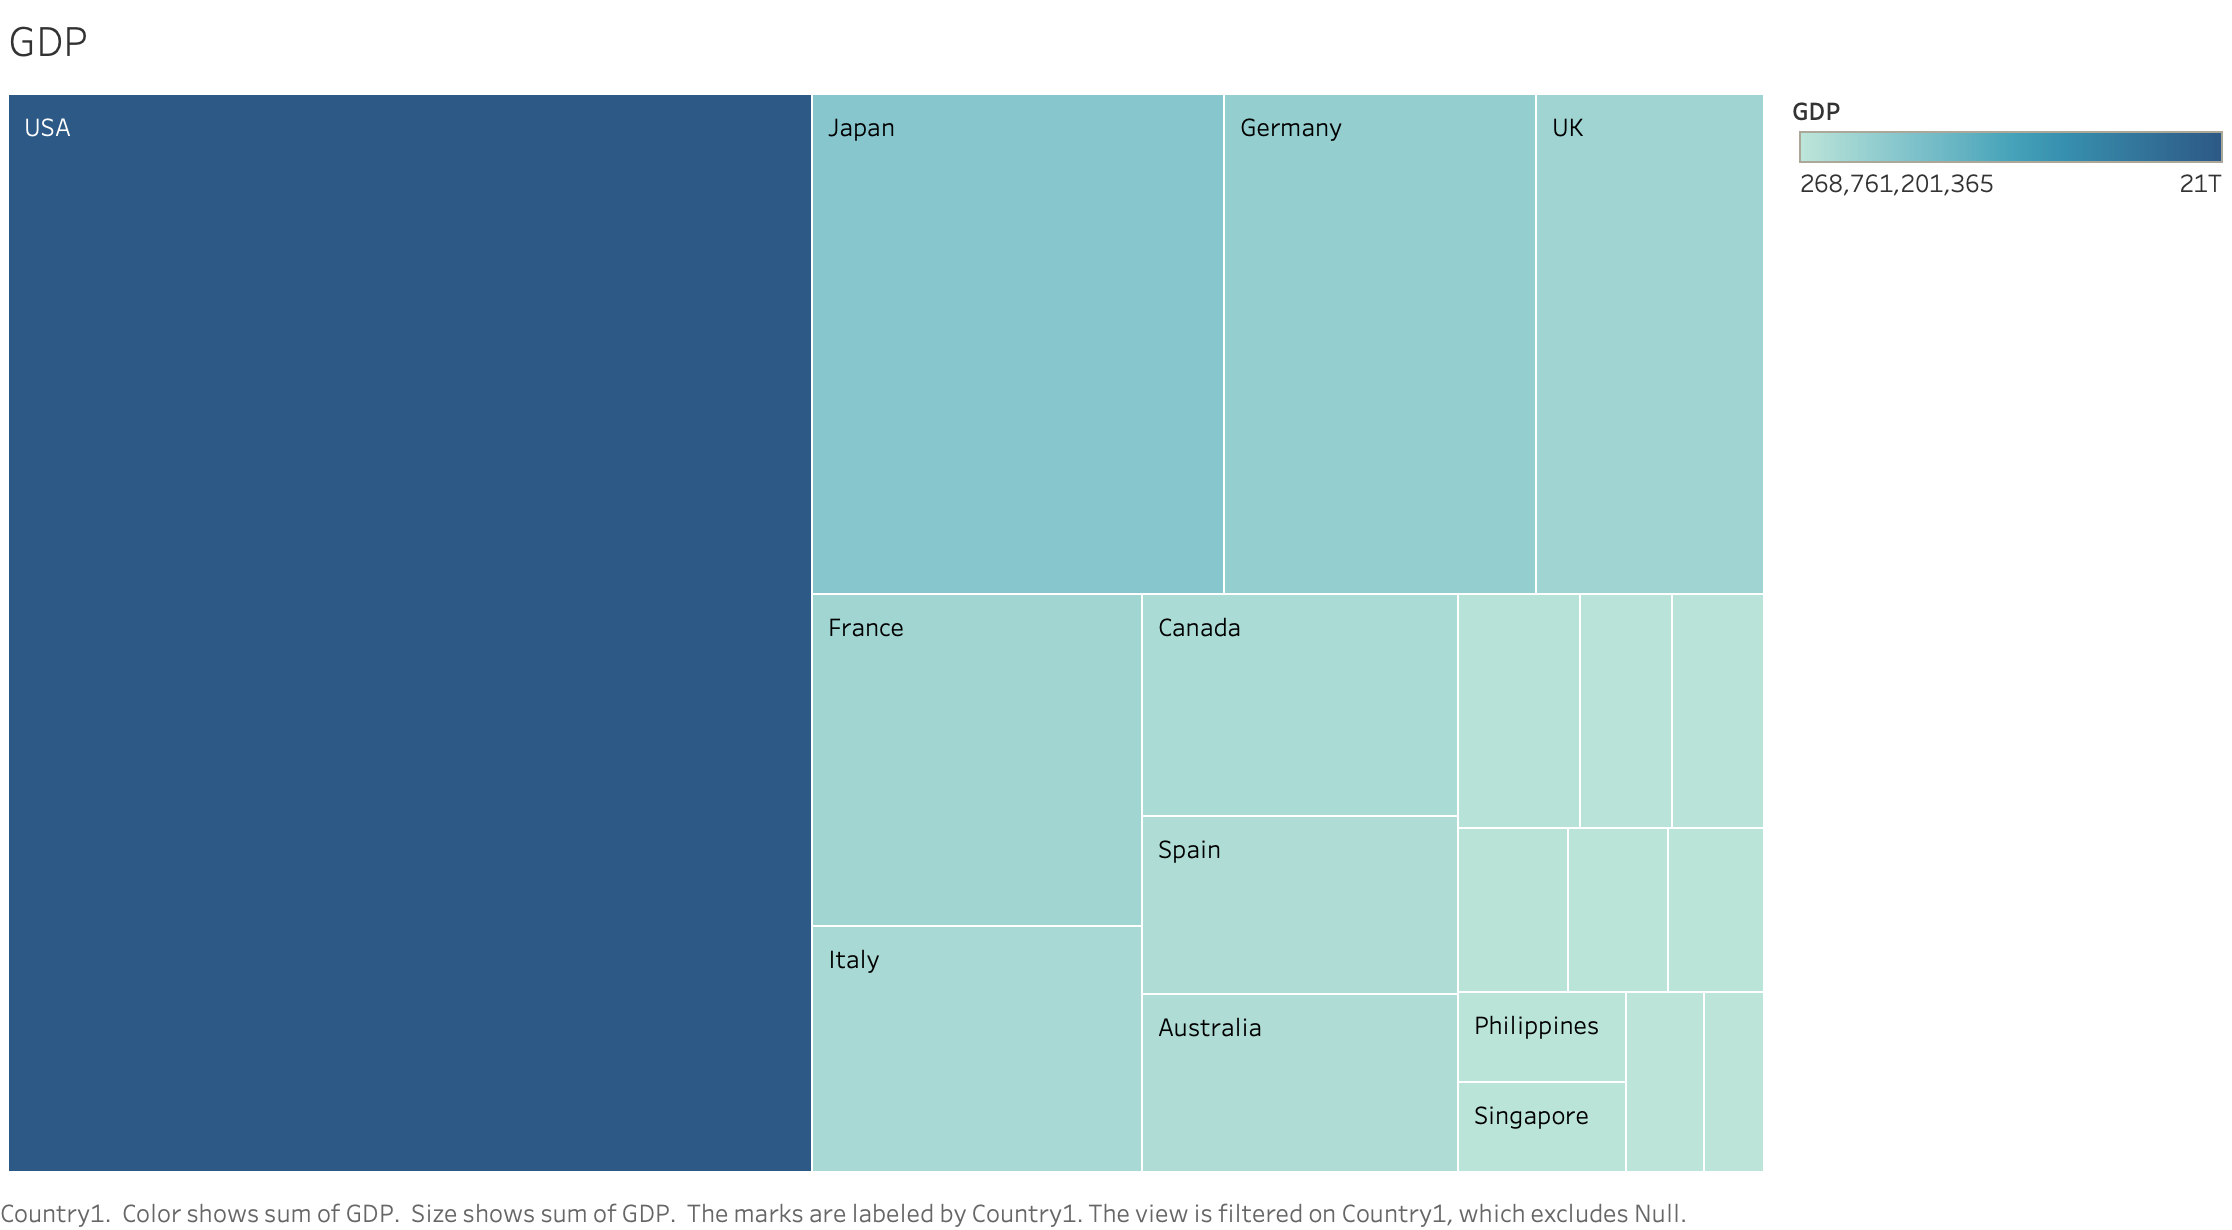 GDP
USA
Japan
Germany
UK
France
Canada
Spain
Italy
Australia
Philippines
Singapore
GDP
268,761,201,365
21T
Country1. Color shows sum of GDP. Size shows sum of GDP. The marks are labeled by Country1. The view is filtered on Country1, which excludes Null.